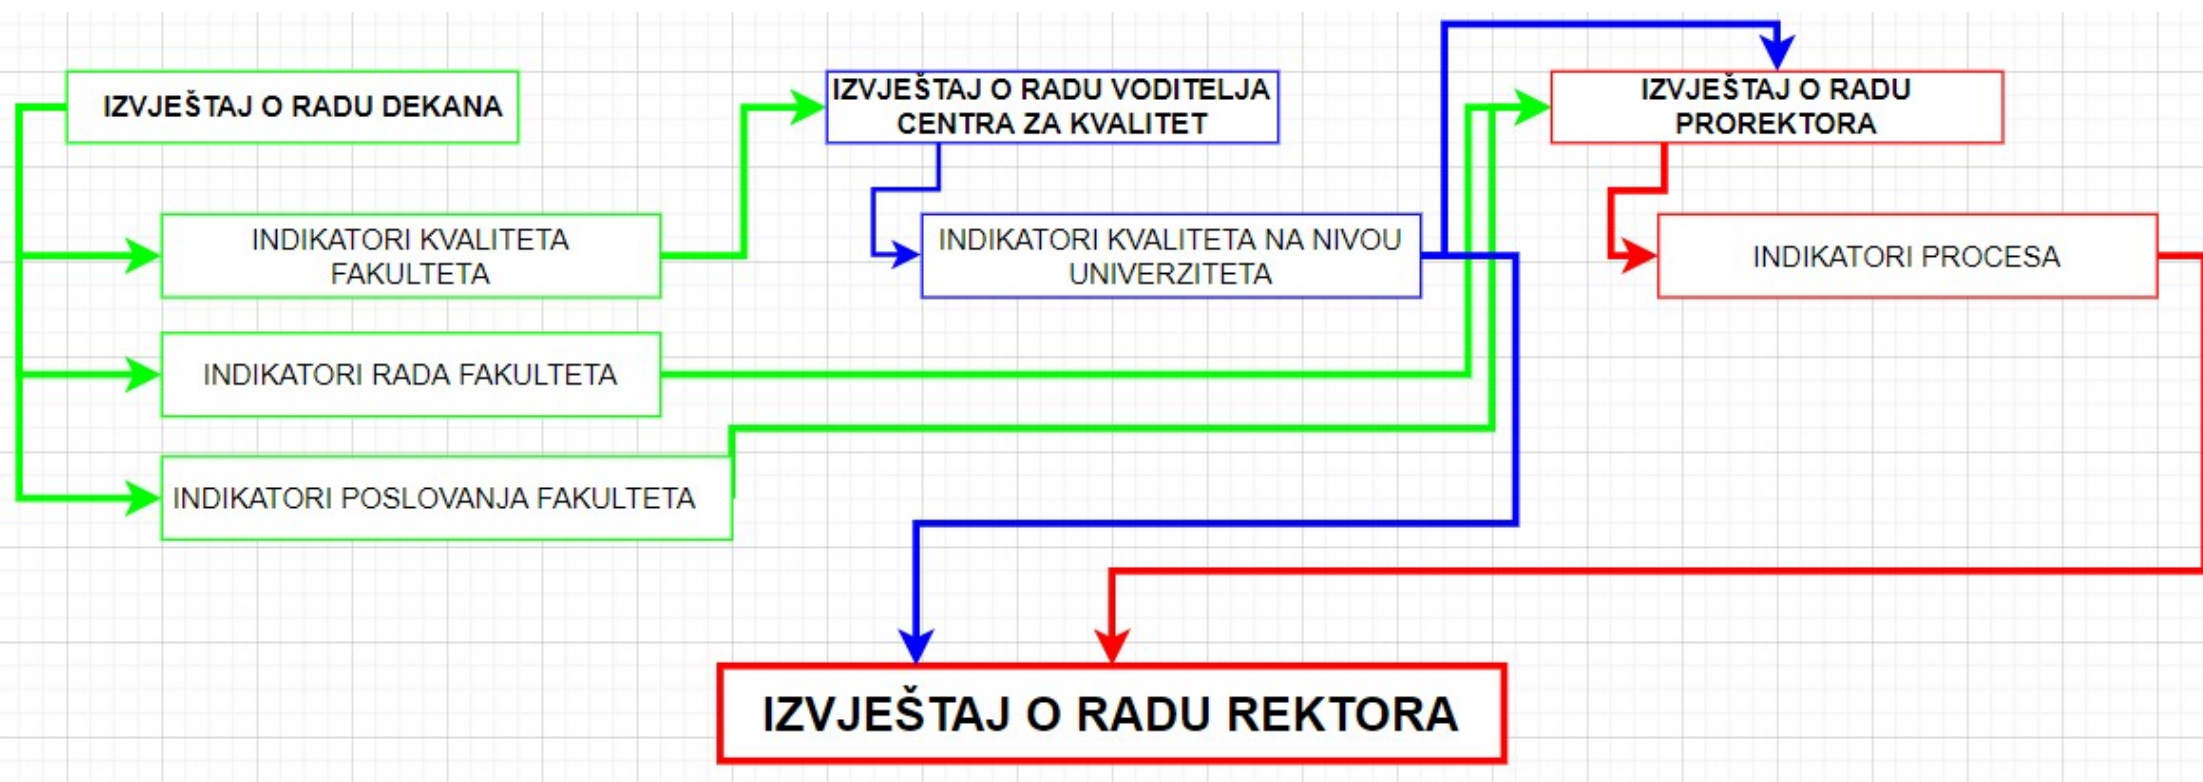 IZVJEŠTAJ O RADU DEKANA
IZVJEŠTAJ O RADU VODITELJA
CENTRA ZA KVALITET
IZVJEŠTAJ O RADU
PROREKTORA
INDIKATORI KVALITETA
FAKULTETA
INDIKATORI KVALITETA NA NIVOU
UNIVERZITETA
INDIKATORI PROCESA
INDIKATORI RADA FAKULTETA
INDIKATORI POSLOVANJA FAKULTETA
IZVJEŠTAJ O RADU REKTORA